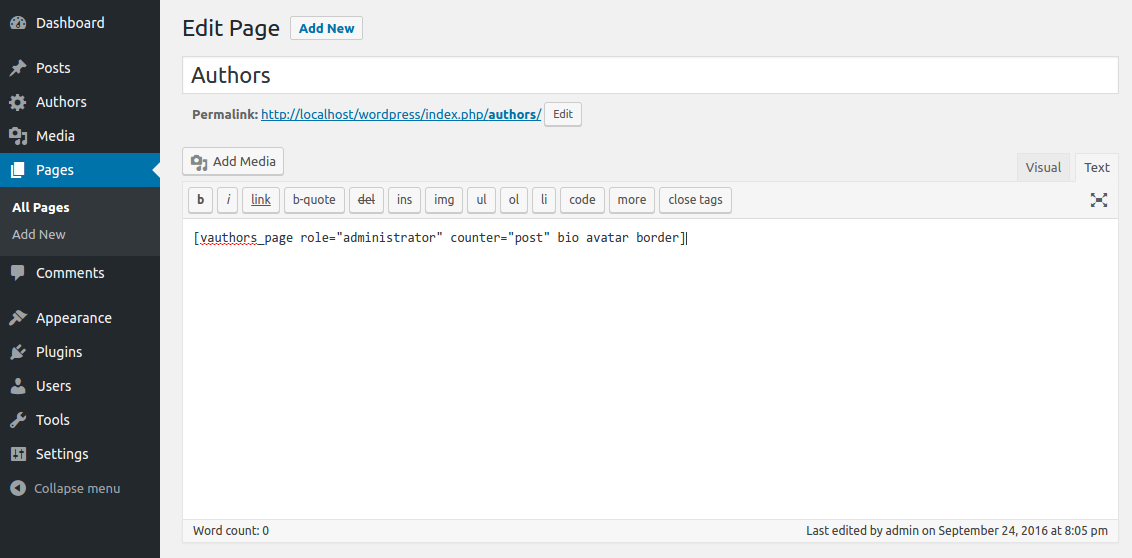 Dashboard
Posts
Authors
Media
Pages
All Pages
Add New
Comments
Appearance
Plugins
Users
Tools
Settings
Collapse menu
Edit Page Add New
Authors
Permalink: http://localhost/wordpress/index.php/authors/ Edit
Add Media
Visual Text
b i link b-quote del ins img ul ol li code more close tags
[vauthors_page role="administrator" counter="post" bio avatar border]
Word count: 0 Last edited by admin on September 24, 2016 at 8:05 pm